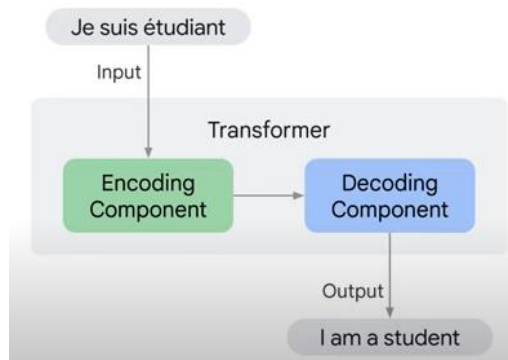 Je suis étudiant
Input
Transformer
Encoding
Component
Decoding
Component
Output
I am a student